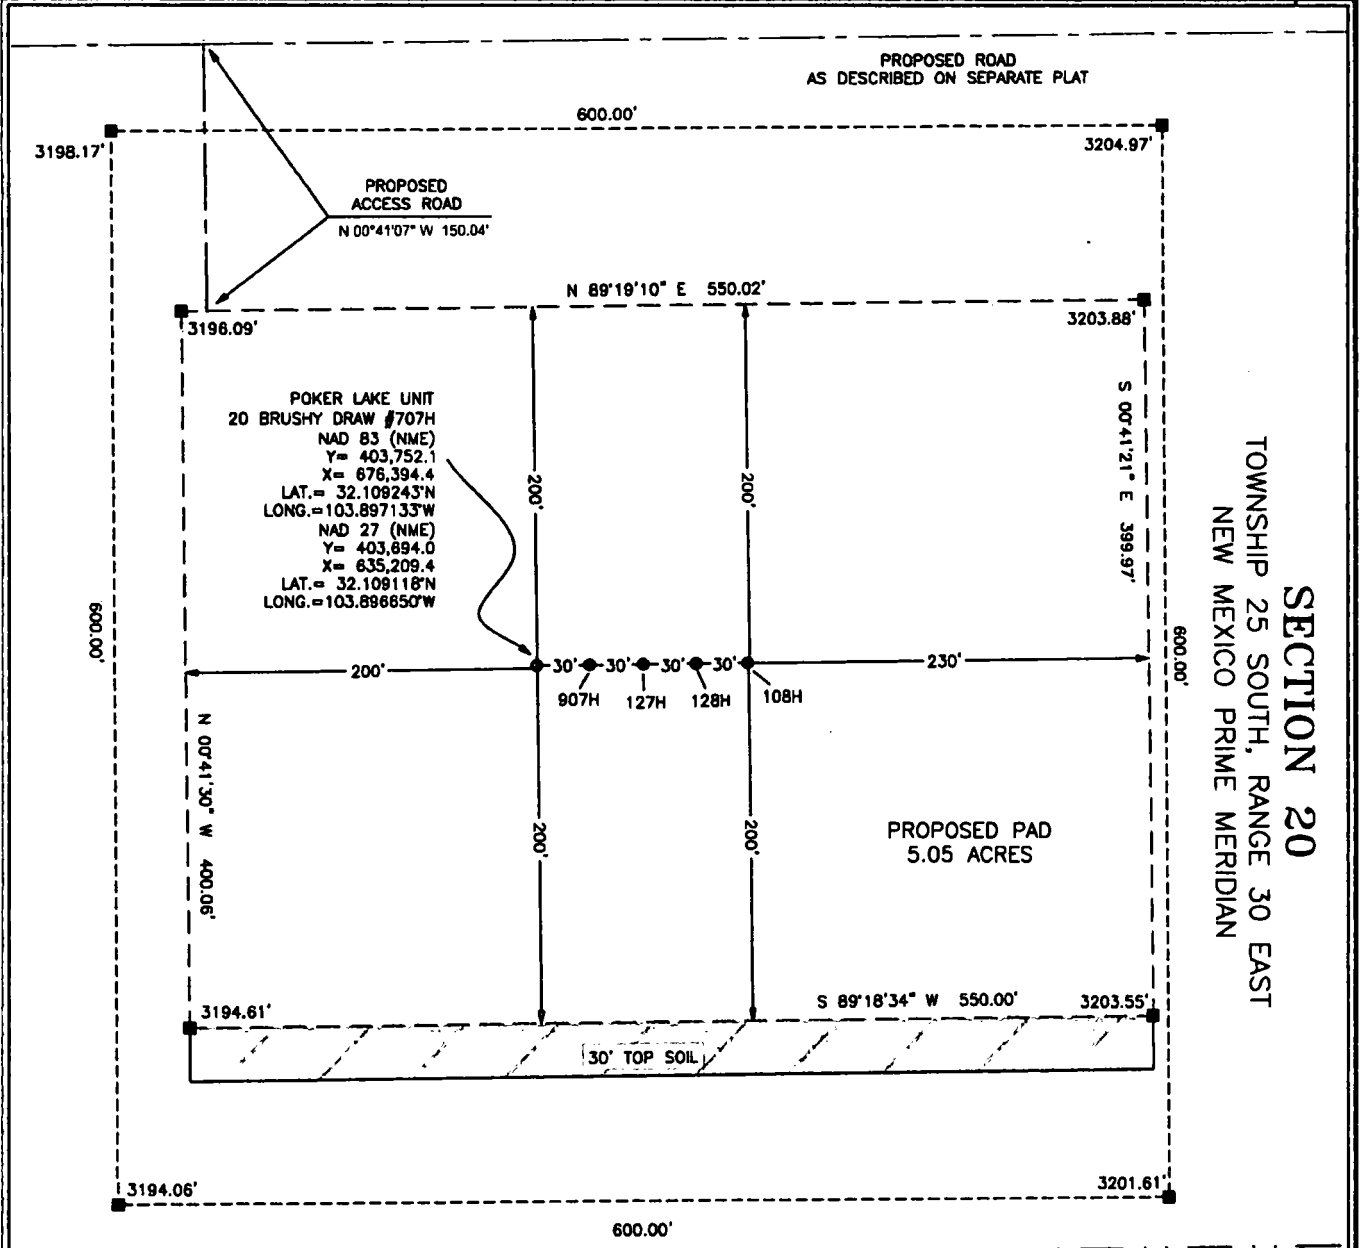 PROPOSED ROAD
AS DESCRIBED ON SEPARATE PLAT
600.00'
3198.17'
3204.97'
PROPOSED
ACCESS ROAD
N 00°41'07" W 150.04'
N 89°19'10" E 550.02'
3196.09'
3203.88'
POKER LAKE UNIT
20 BRUSHY DRAW #707H
NAD 83 (NME)
Y= 403,752.1
X= 676,394.4
LAT.= 32.109243°N
LONG.=103.897133°W
NAD 27 (NME)
Y= 403,694.0
X= 635,209.4
LAT.= 32.109118°N
LONG.=103.896650°W
200'
200'
S 00°41'21" E 399.97'
SECTION 20
TOWNSHIP 25 SOUTH, RANGE 30 EAST
NEW MEXICO PRIME MERIDIAN
600.00'
600.00'
200'
30'
30'
30'
30'
230'
907H
127H
128H
108H
N 00°41'30" W 400.06'
200'
200'
PROPOSED PAD
5.05 ACRES
3194.61'
S 89°18'34" W 550.00'
3203.55'
30' TOP SOIL
3194.06'
3201.61'
600.00'